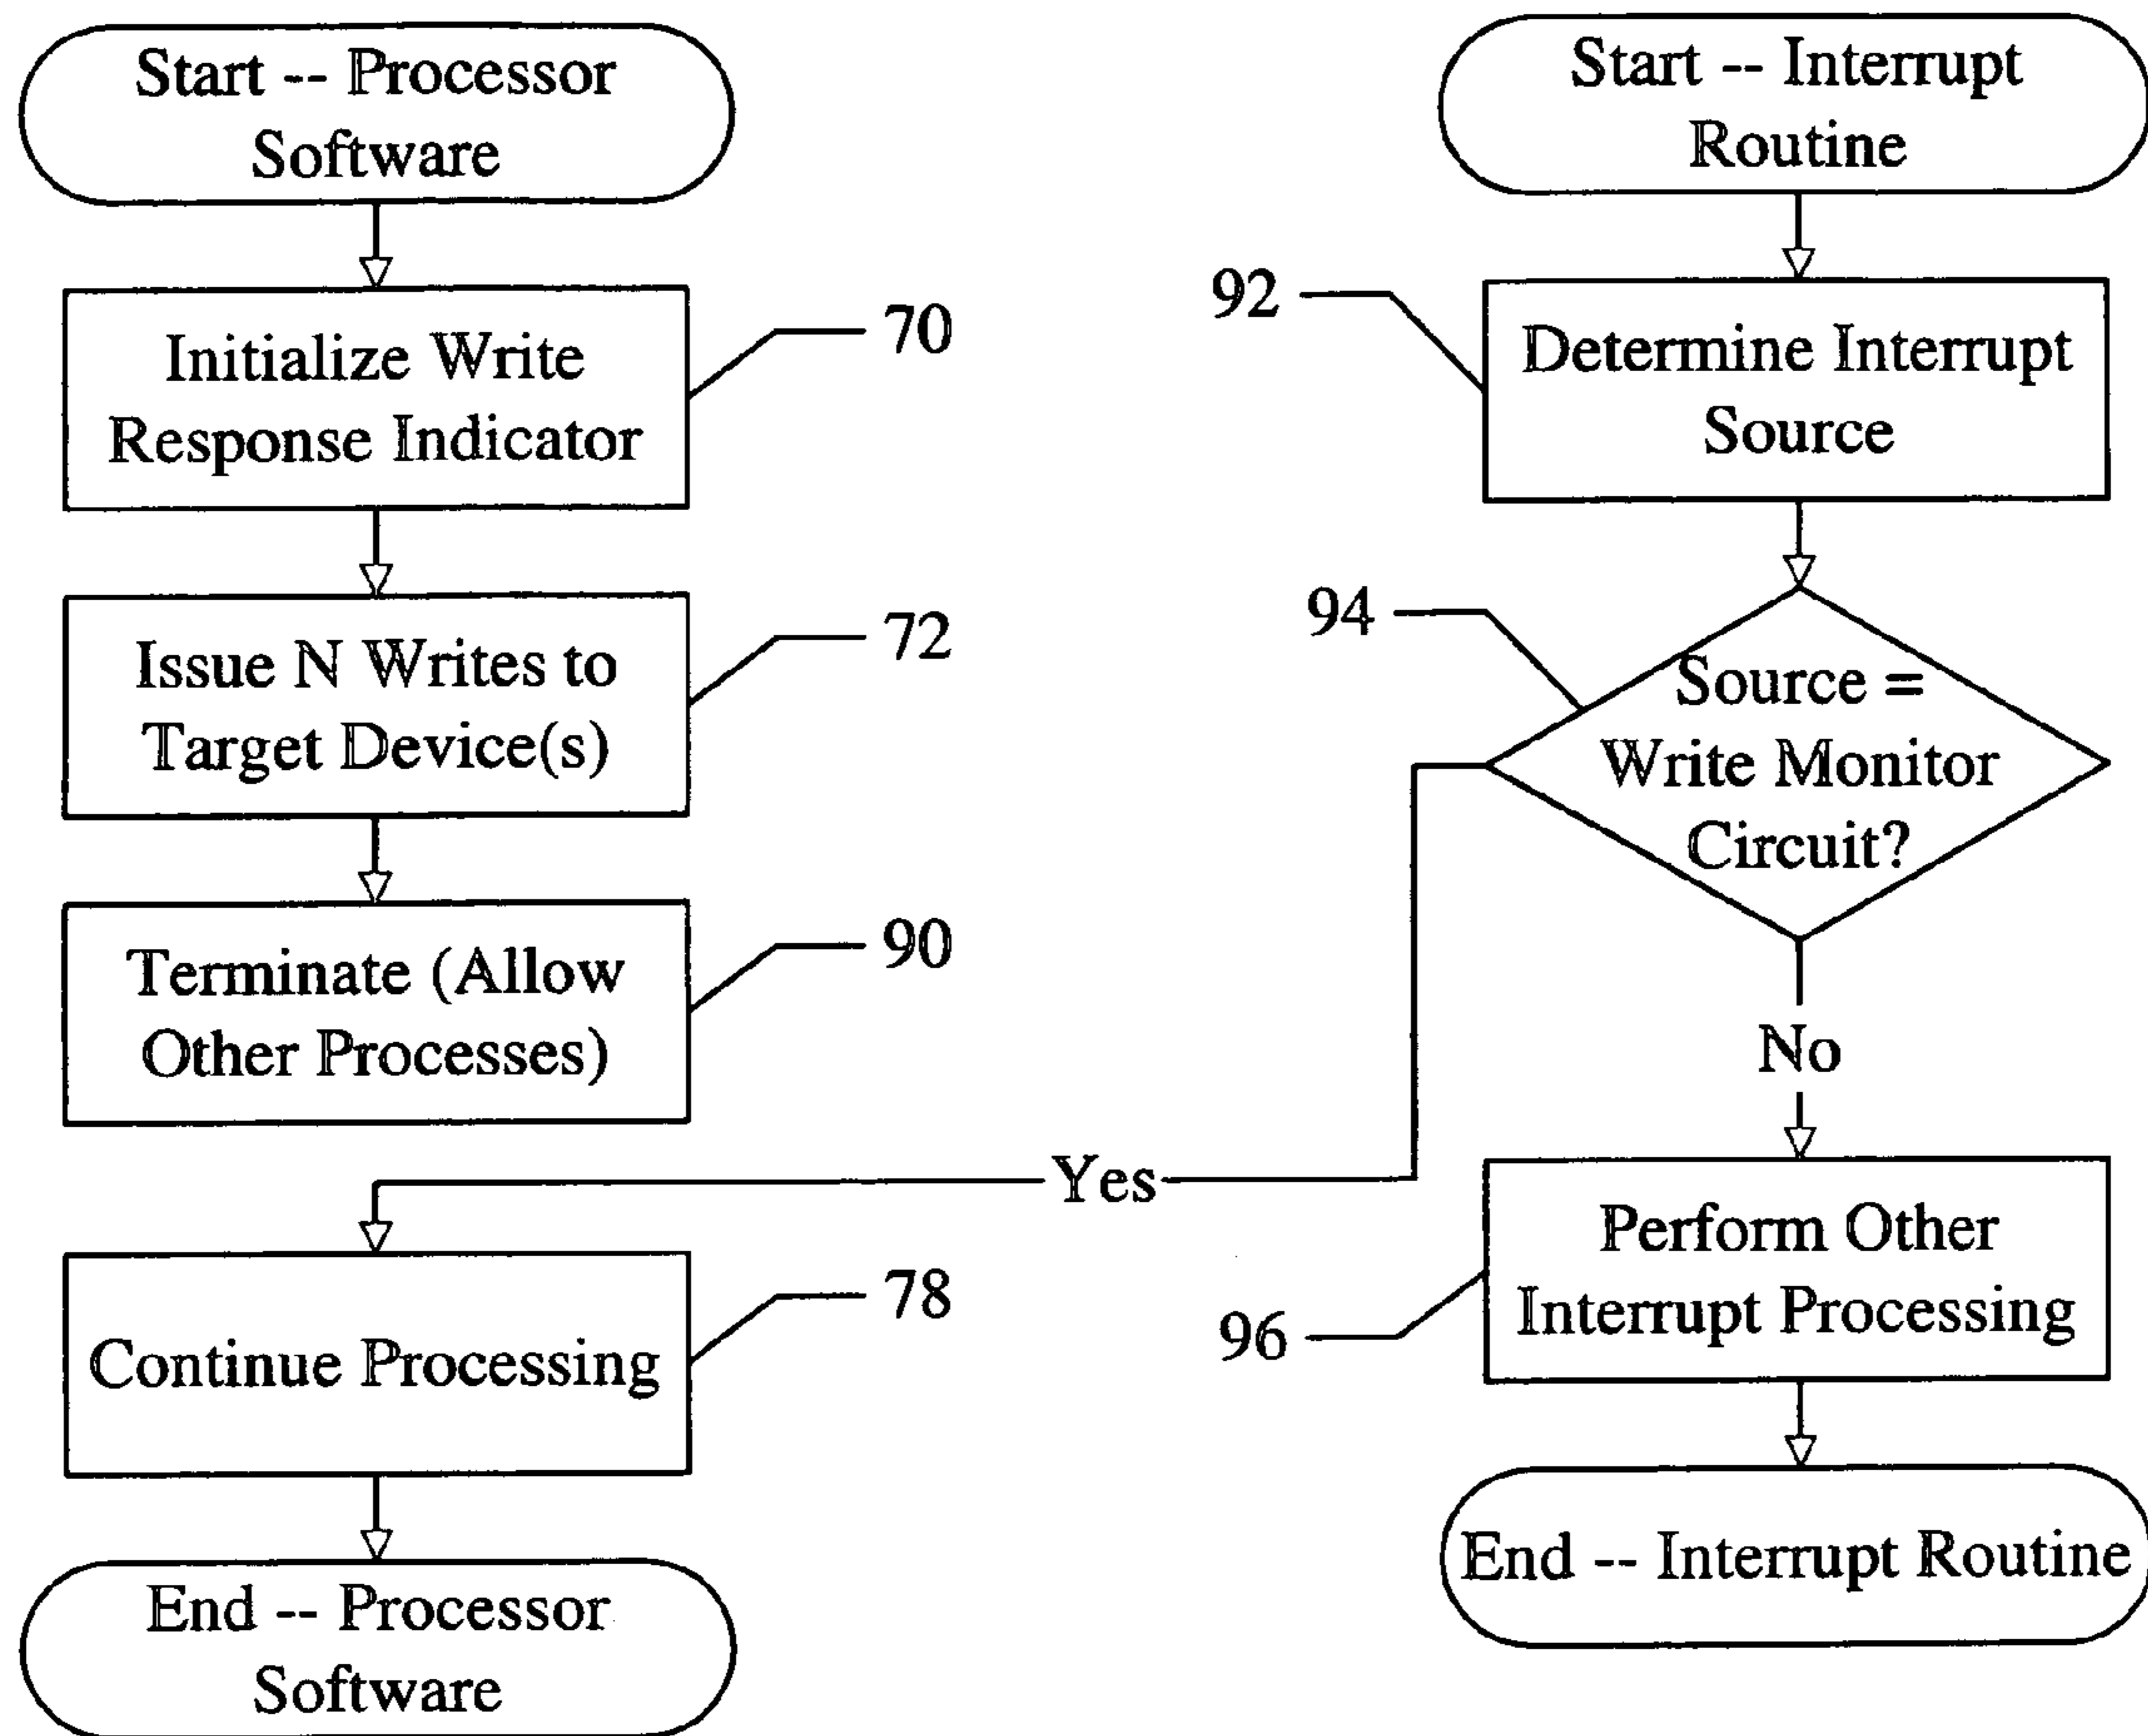 Start -- Processor
Software
Initialize Write
Response Indicator
70
Issue N Writes to
Target Device(s)
72
Terminate (Allow
Other Processes)
90
Continue Processing
78
End -- Processor
Software
Start -- Interrupt
Routine
92
Determine Interrupt
Source
94
Source =
Write Monitor
Circuit?
Yes
No
Perform Other
Interrupt Processing
96
End -- Interrupt Routine